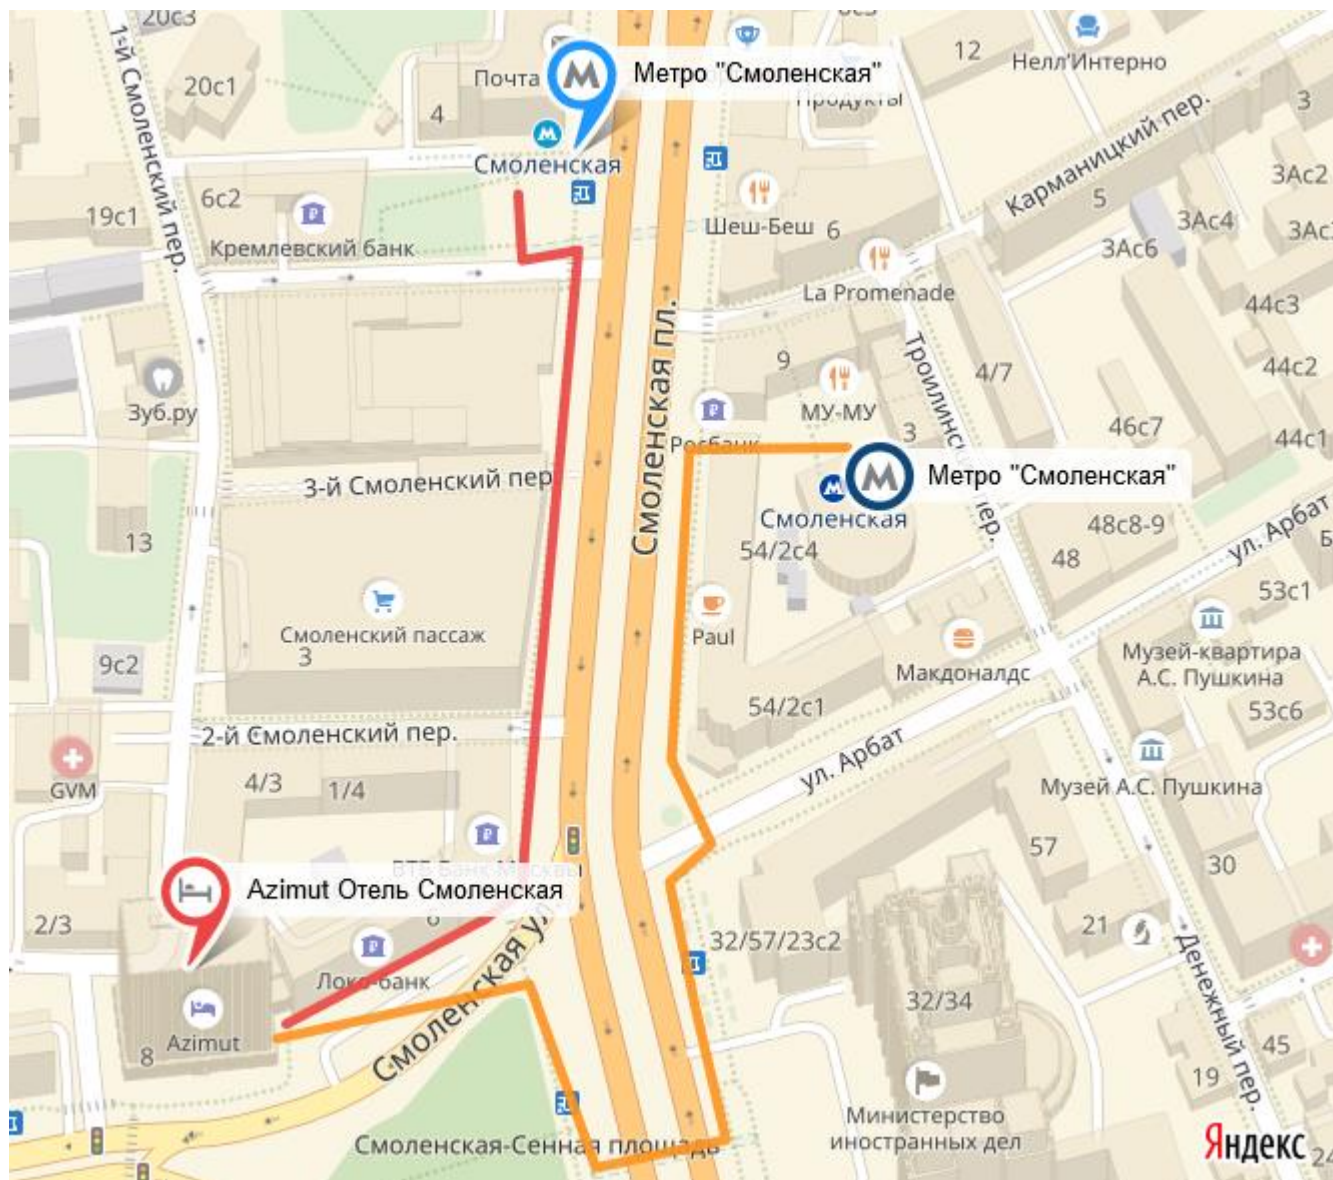 20с3
1-й Смоленский пер.
20с1
Почта
4
Метро "Смоленская"
Продукты
12
Нелл'Интерно
3
Карманицкий пер.
Смоленская
19с1
6с2
Кремлевский банк
Шеш-Беш
6
5
3Ас2
3Ас4
3Ас6
La Promenade
44с3
Смоленская пл.
Троилинский пер.
9
4/7
44с2
Зуб.ру
МУ-МУ
3
46с7
44с1
Росбанк
3-й Смоленский пер.
Метро "Смоленская"
Смоленская
13
54/2с4
48с8-9
48
ул. Арбат
53с1
Смоленский пассаж
3
Paul
Музей-квартира
А.С. Пушкина
9с2
Макдоналдс
54/2с1
53с6
2-й Смоленский пер.
ул. Арбат
GVM
4/3
1/4
Музей А.С. Пушкина
57
30
ВТБ Банк Москвы
Azimut Отель Смоленская
2/3
21
32/57/23с2
Локо-банк
Смоленская ул.
32/34
Денежный пер.
8
Azimut
45
19
Министерство
иностранных дел
Смоленская-Сенная площадь
Яндекс